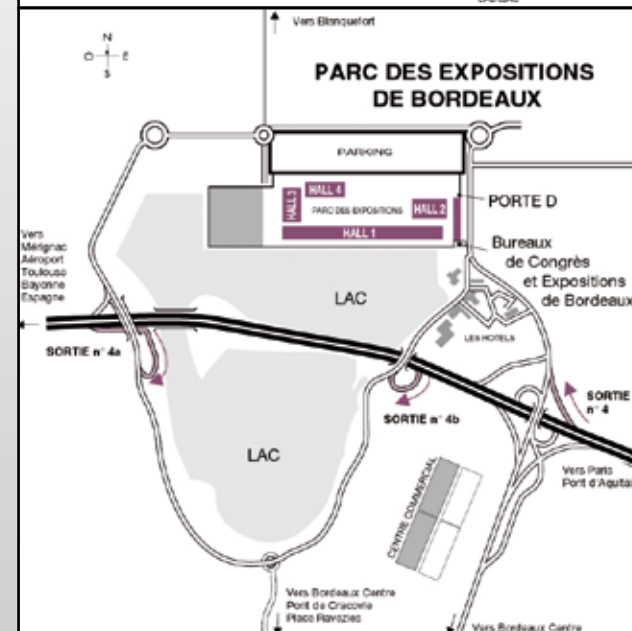 Vers Blanquefort
N
O E
S
PARC DES EXPOSITIONS
DE BORDEAUX
PARKING
HALL 3
HALL 4
PARC DES EXPOSITIONS
HALL 2
HALL 1
PORTE D
Bureaux
de Congrès
et Expositions
de Bordeaux
Vers
Mérignac
Aéroport
Toulouse
Bayonne
Espagne
LAC
LES HOTELS
SORTIE n° 4a
SORTIE n° 4b
SORTIE
n° 4
LAC
CENTRE COMMERCIAL
Vers Paris
Pont d'Aquita
Vers Bordeaux Centre
Pont de Cracovie
Place Ravezies
Vers Bordeaux Centre